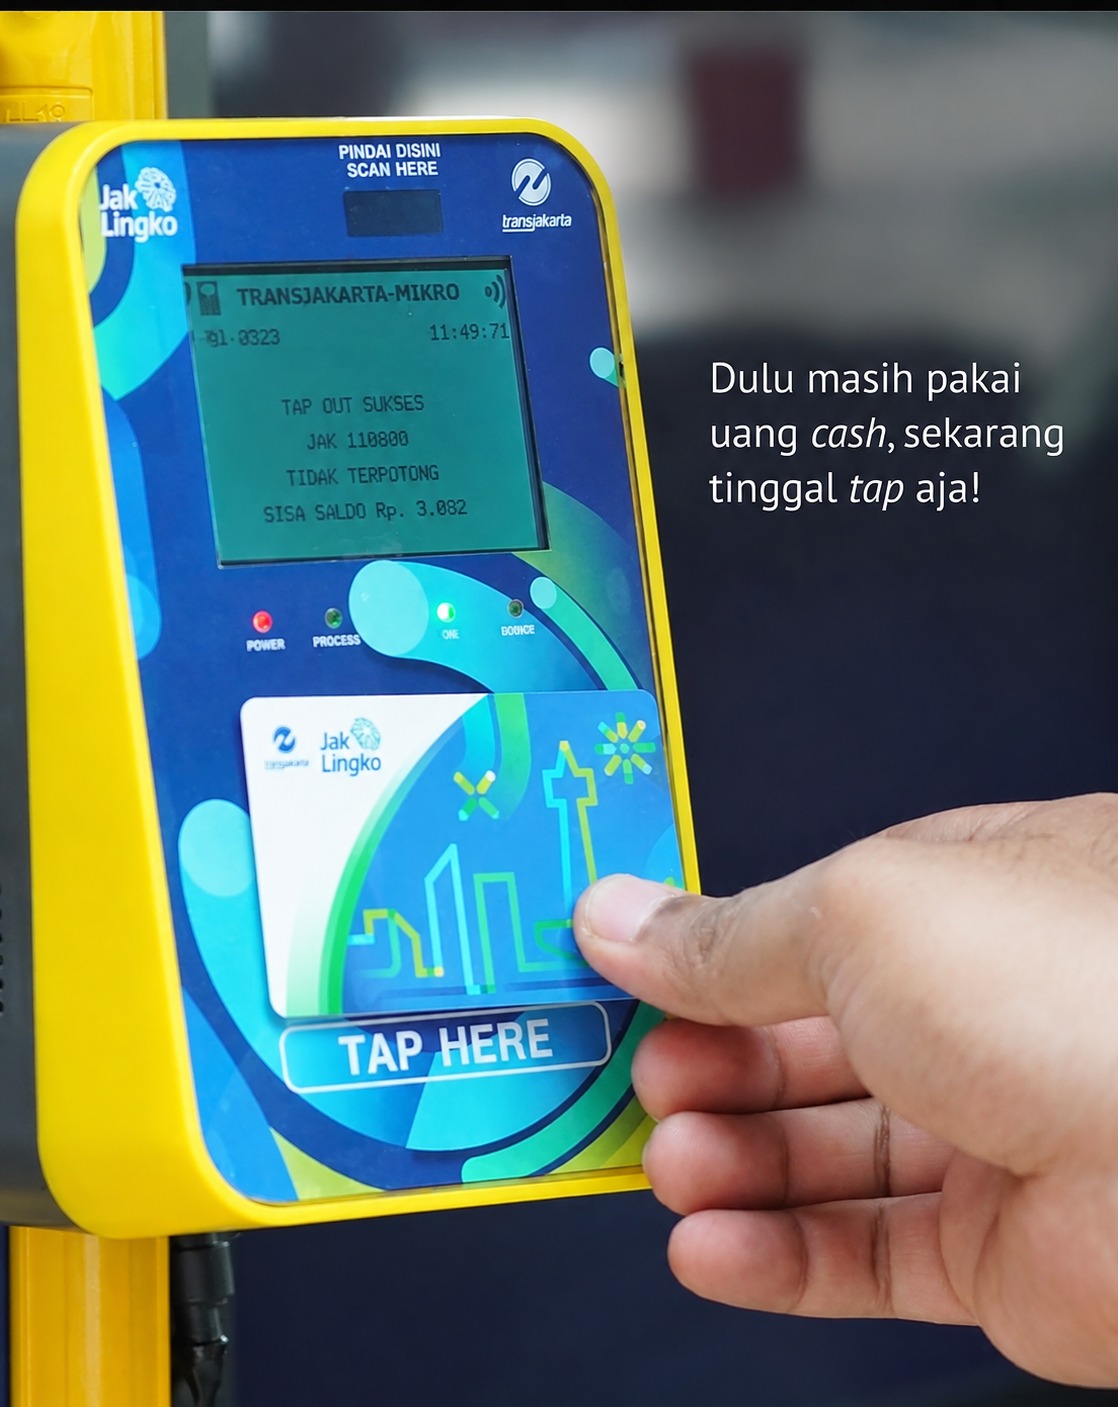 PINDAI DISINI
SCAN HERE
Jak
Lingko
transjakarta
TRANSJAKARTA-MIKRO
11:49:71
TAP OUT SUKSES
JAK 110800
TIDAK TERPOTONG
SISA SALDO Rp. 3.082
Dulu masih pakai
uang cash, sekarang
tinggal tap aja!
POWER
PROCESS
ONE
transjakarta
Jak
Lingko
TAP HERE